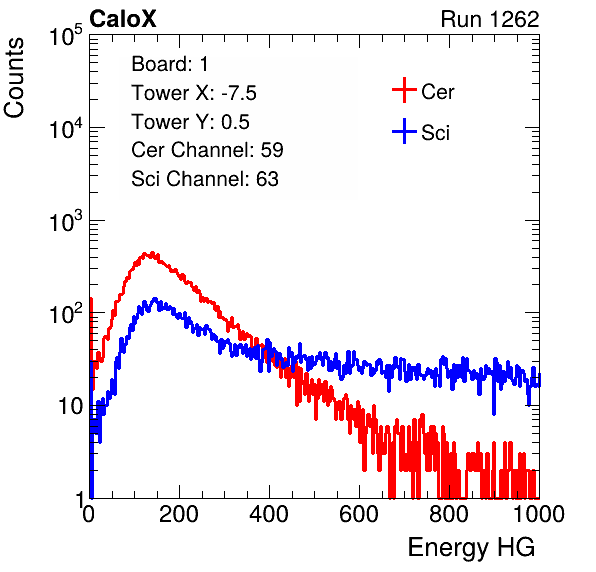 CaloX Run 1262
Counts
10^5
10^4
10^3
10^2
10
1
Board: 1
Tower X: -7.5
Tower Y: 0.5
Cer Channel: 59
Sci Channel: 63
Cer
Sci
0 200 400 600 800 1000
Energy HG